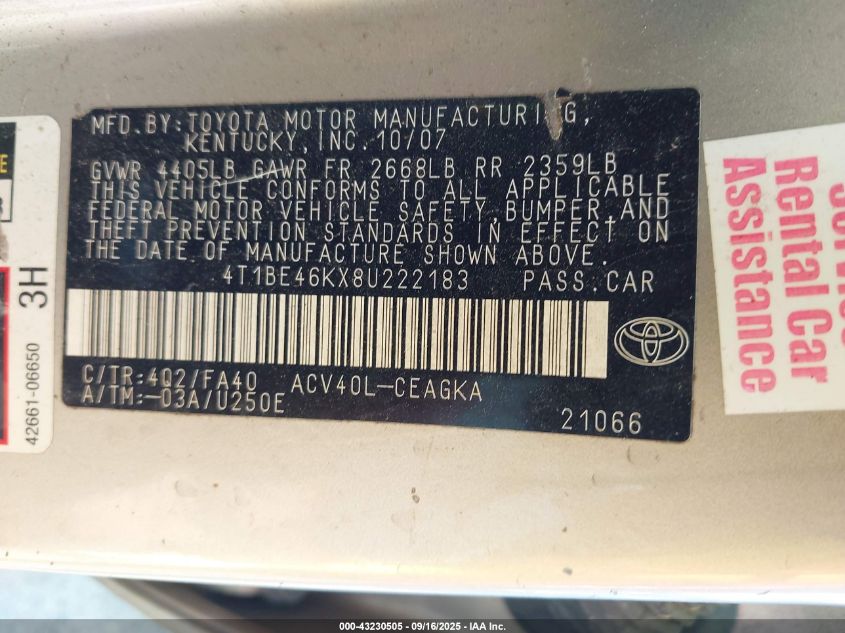 MFD.BY:TOYOTA MOTOR MANUFACTURING,
KENTUCKY,INC.10/07
GVWR 4405LB GAWR FR 2668LB RR 2359LB
THIS VEHICLE CONFORMS TO ALL APPLICABLE
FEDERAL MOTOR VEHICLE SAFETY,BUMPER,AND
THEFT PREVENTION STANDARDS IN EFFECT ON
THE DATE OF MANUFACTURE SHOWN ABOVE.
4T1BE46KX8U222183 PASS.CAR
C/TR:4Q2/FA40 ACV40L-CEAGKA
A/TM:-03A/U250E
21066
3H
42661-06650
Rental Car
Assistance
000-43230505 - 09/16/2025 - IAA Inc.